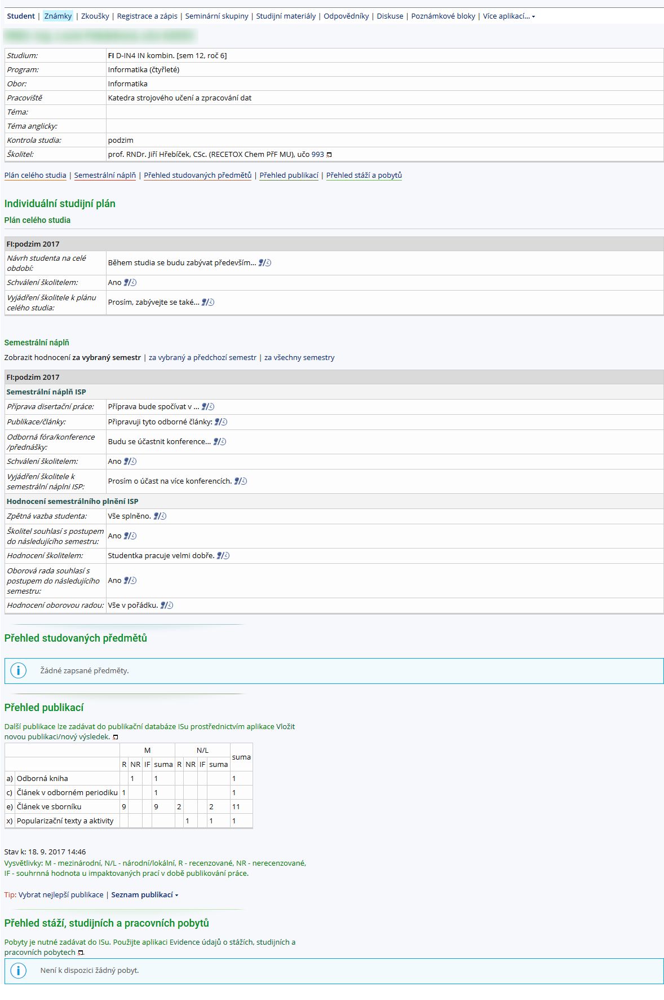 Student | Známky | Zkoušky | Registrace a zápis | Seminární skupiny | Studijní materiály | Odpovědníky | Diskuse | Poznámkové bloky | Více aplikací...
Studium: FI D-IN4 IN kombin. [sem 12, roč 6]
Program: Informatika (čtyřleté)
Obor: Informatika
Pracoviště Katedra strojového učení a zpracování dat
Téma:
Téma anglicky:
Kontrola studia: podzim
Školitel: prof. RNDr. Jiří Hřebíček, CSc. (RECETOX Chem PřF MU), učo 993
Plán celého studia | Semestrální náplň | Přehled studovaných předmětů | Přehled publikací | Přehled stáží a pobytů
Individuální studijní plán
Plán celého studia
FI:podzim 2017
Návrh studenta na celé
období:
Během studia se budu zabývat především...
Schválení školitelem: Ano
Vyjádření školitele k plánu
celého studia:
Prosím, zabývejte se také...
Semestrální náplň
Zobrazit hodnocení za vybraný semestr | za vybraný a předchozí semestr | za všechny semestry
FI:podzim 2017
Semestrální náplň ISP
Příprava disertační práce: Příprava bude spočívat v ...
Publikace/články: Připravuji tyto odborné články:
Odborná fóra/konference
/přednášky:
Budu se účastnit konference...
Schválení školitelem: Ano
Vyjádření školitele k
semestrální náplni ISP:
Prosím o účast na více konferencích.
Hodnocení semestrálního plnění ISP
Zpětná vazba studenta: Vše splněno.
Školitel souhlasí s postupem
do následujícího semestru:
Ano
Hodnocení školitelem: Studentka pracuje velmi dobře.
Oborová rada souhlasí s
postupem do následujícího
semestru:
Ano
Hodnocení oborovou radou: Vše v pořádku.
Přehled studovaných předmětů
Žádné zapsané předměty.
Přehled publikací
Další publikace lze zadávat do publikační databáze ISu prostřednictvím aplikace Vložit
novou publikaci/nový výsledek.
M N/L suma
R NR IF suma R NR IF suma
a) Odborná kniha 1 1 1
c) Článek v odborném periodiku 1 1 1
e) Článek ve sborníku 9 9 2 2 11
x) Popularizační texty a aktivity 1 1 1
Stav k: 18. 9. 2017 14:46
Vysvětlivky: M - mezinárodní, N/L - národní/lokální, R - recenzované, NR - nerecenzované,
IF - souhrnná hodnota u impaktovaných prací v době publikování práce.
Tip: Vybrat nejlepší publikace | Seznam publikací
Přehled stáží, studijních a pracovních pobytů
Pobyty je nutné zadávat do ISu. Použijte aplikaci Evidence údajů o stážích, studijních a
pracovních pobytech .
Není k dispozici žádný pobyt.